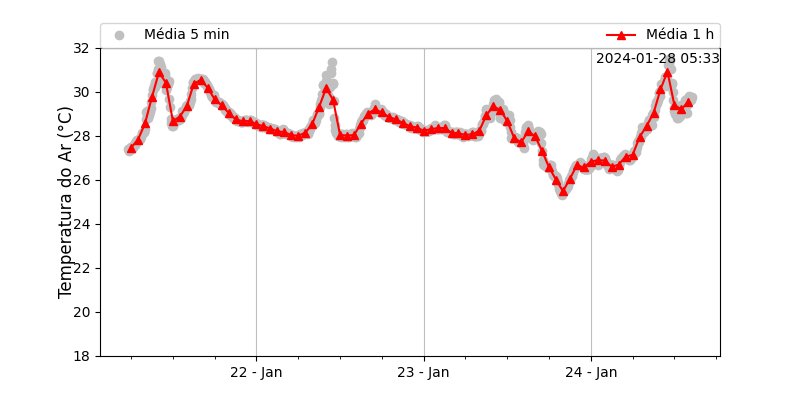 Média 5 min
Média 1 h
2024-01-28 05:33
Temperatura do Ar (°C)
32
30
28
26
24
22
20
18
22 - Jan
23 - Jan
24 - Jan